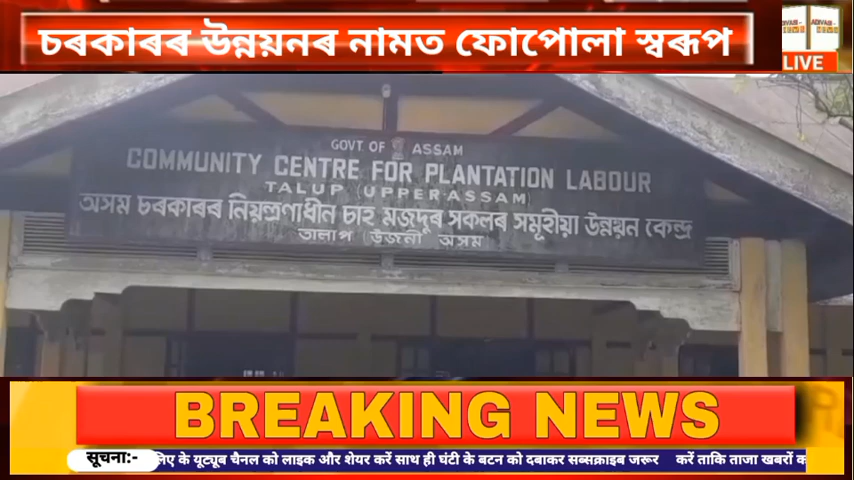 চৰকাৰৰ উন্নয়নৰ নামত ফোপোলা স্বৰূপ
ADIVASI NEWS
LIVE
GOVT OF ASSAM
COMMUNITY CENTRE FOR PLANTATION LABOUR
TALUP (UPPER-ASSAM)
অসম চৰকাৰৰ নিয়ন্ত্ৰণাধীন চাহ মজদুৰ সকলৰ সমূহীয়া উন্নয়ন কেন্দ্ৰ
তালাপ (উজনী অসম)
BREAKING NEWS
सूचना:- लिए के यूट्यूब चैनल को लाइक और शेयर करें साथ ही घंटी के बटन को दबाकर सब्सक्राइब जरूर करें ताकि ताजा खबरों